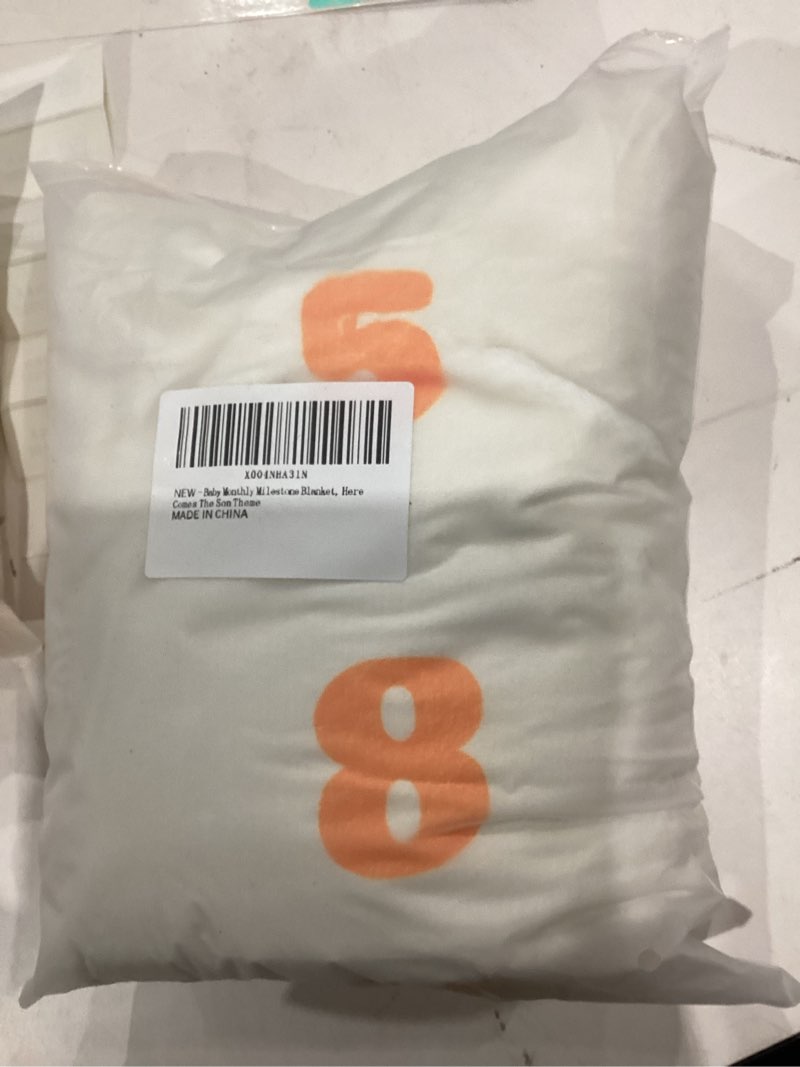 5
X004NHA31N
NEW - Baby Monthly Milestone Blanket, Here
Comes The Son Theme
MADE IN CHINA
8